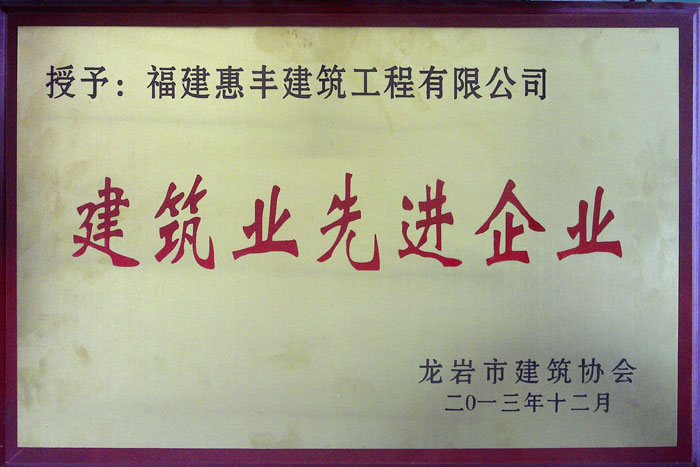 授予：福建惠丰建筑工程有限公司
建筑业先进企业
龙岩市建筑协会
二0一三年十二月